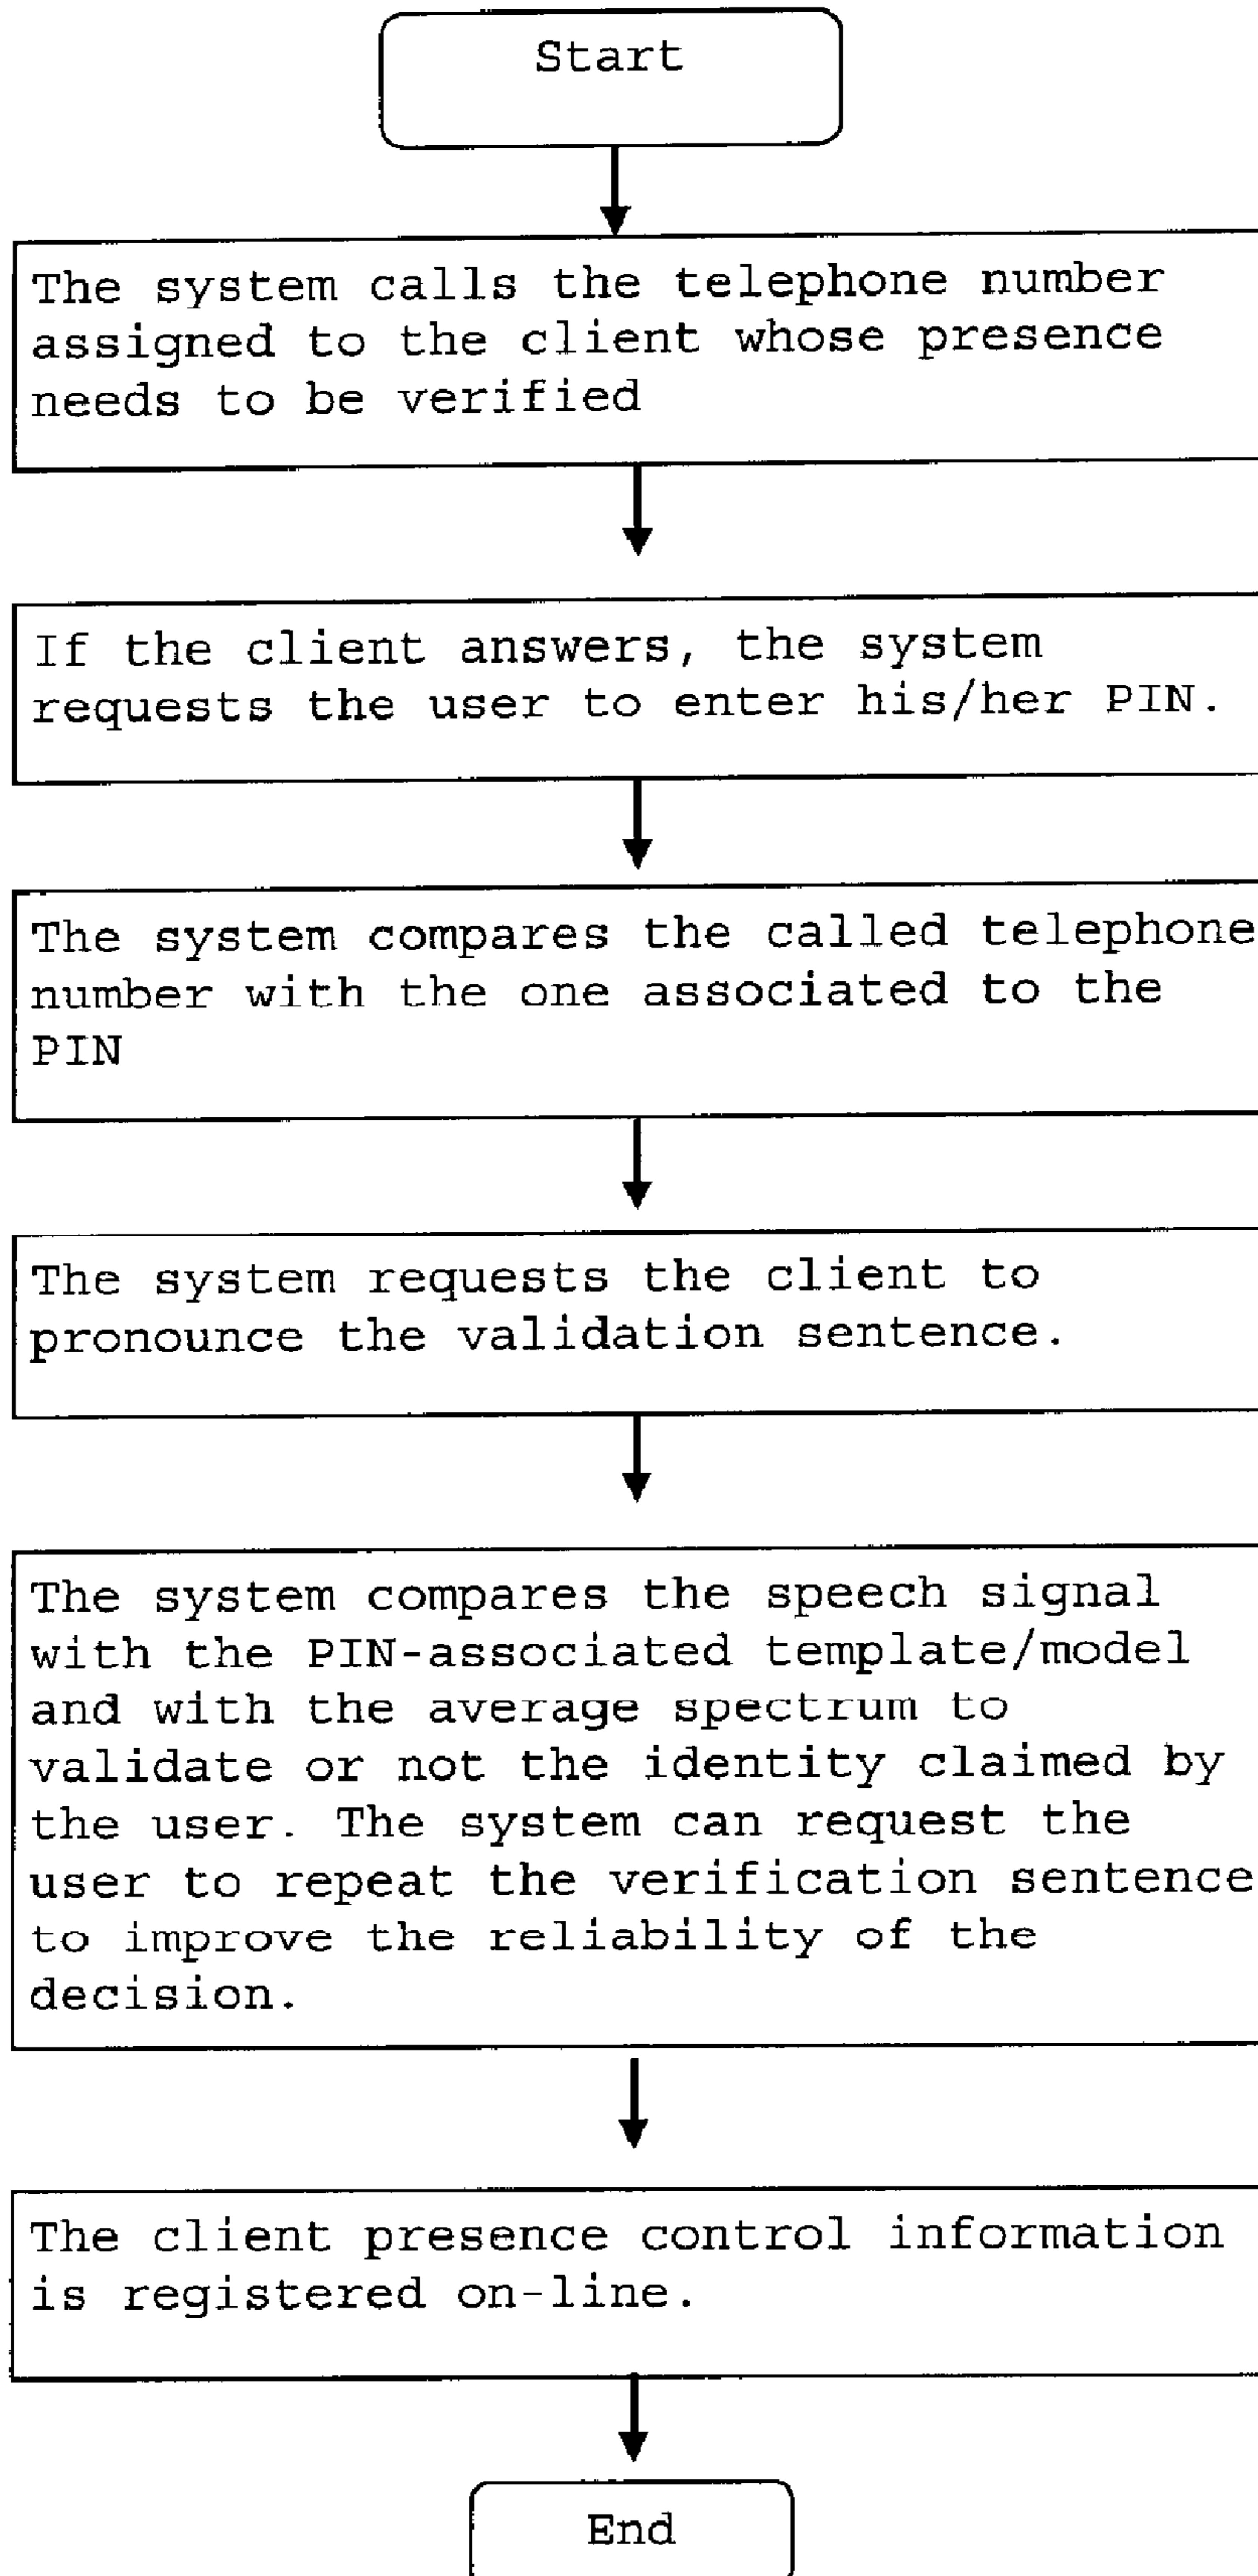 Start
The system calls the telephone number
assigned to the client whose presence
needs to be verified
If the client answers, the system
requests the user to enter his/her PIN.
The system compares the called telephone
number with the one associated to the
PIN
The system requests the client to
pronounce the validation sentence.
The system compares the speech signal
with the PIN-associated template/model
and with the average spectrum to
validate or not the identity claimed by
the user. The system can request the
user to repeat the verification sentence
to improve the reliability of the
decision.
The client presence control information
is registered on-line.
End